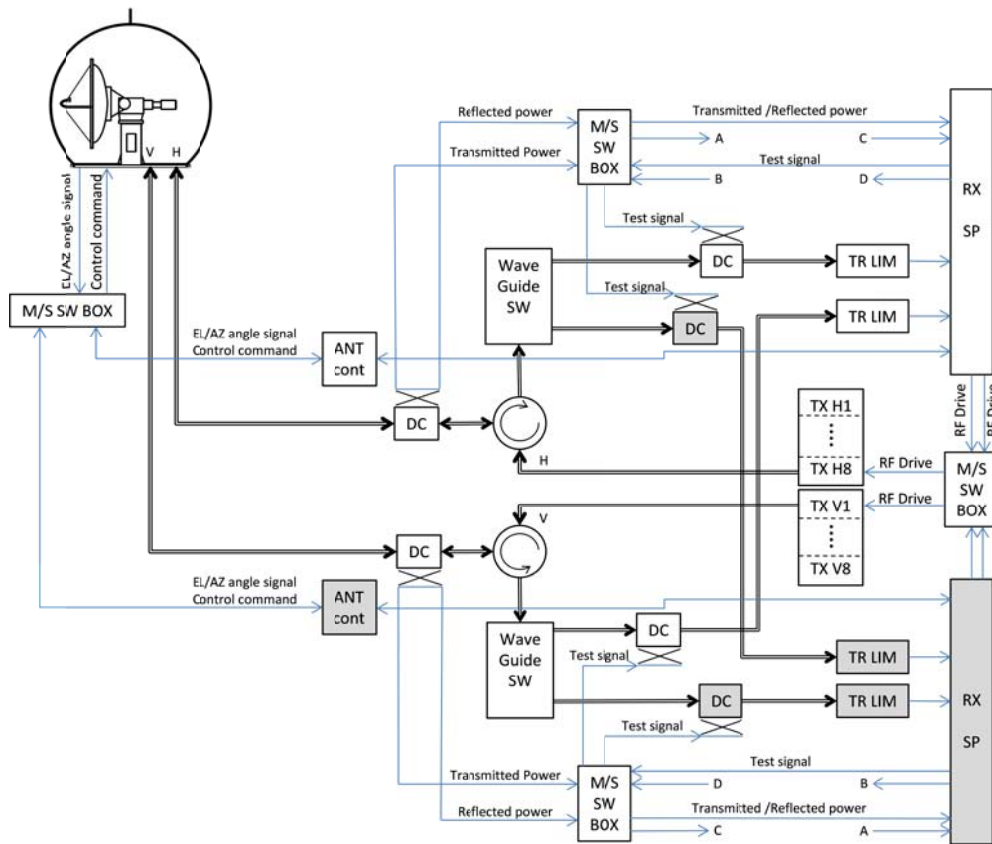 V H
EL/AZ angle signal
Control command
M/S SW BOX
Reflected power
Transmitted Power
M/S
SW
BOX
Transmitted /Reflected power
A
C
Test signal
B
D
RX
SP
Test signal
Wave
Guide
SW
DC
TR LIM
Test signal
DC
TR LIM
EL/AZ angle signal
Control command
ANT
cont
DC
H
TX H1
TX H8
RF Drive
RF Drive
RF Drive
M/S
SW
BOX
RF Drive
TX V1
TX V8
V
DC
EL/AZ angle signal
Control command
ANT
cont
Wave
Guide
SW
DC
Test signal
TR LIM
DC
TR LIM
Test signal
RX
SP
Transmitted Power
Reflected power
M/S
SW
BOX
Test signal
D
B
Transmitted /Reflected power
C
A